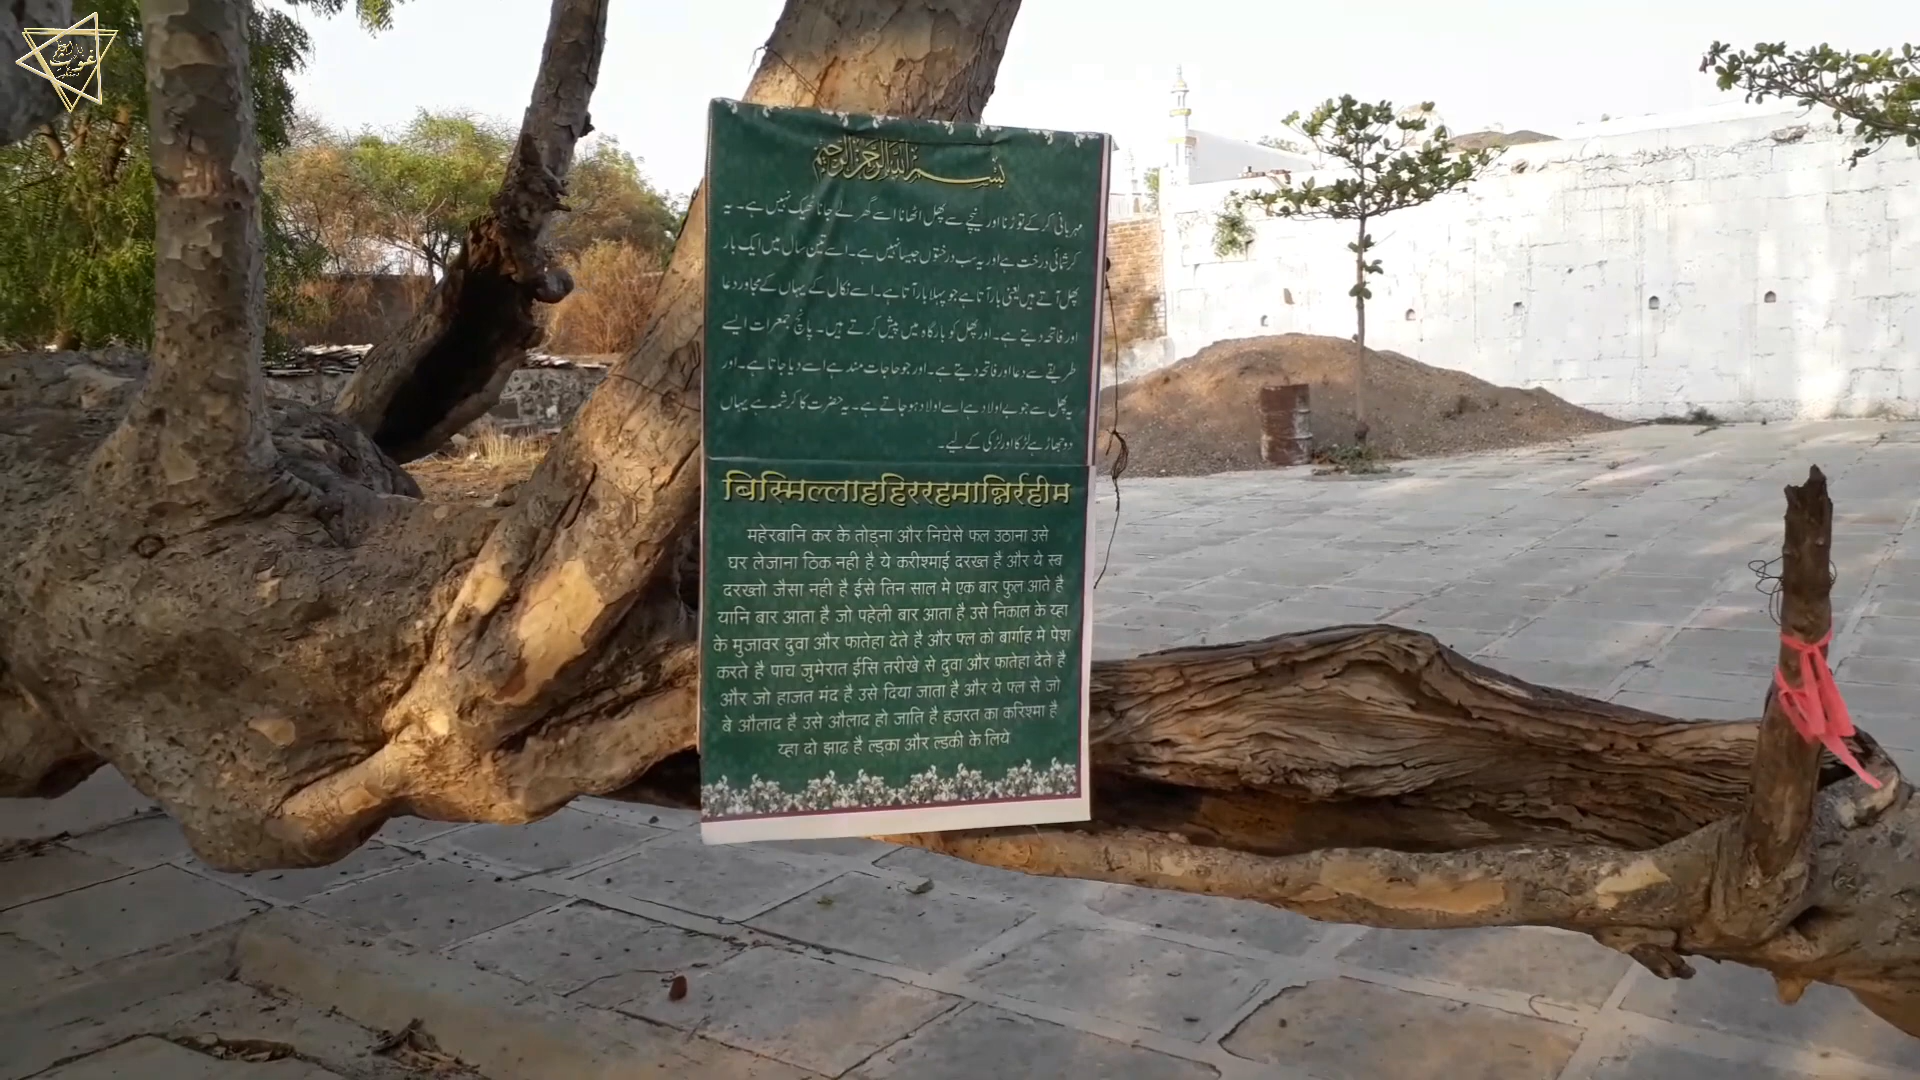 بسم اللہ الرحمن الرحیم
مہربانی کر کے توڑنا اور نیچے سے پھل اٹھانا اسے گھر لے جانا ٹھیک نہیں ہے۔ یہ
کرشمائی درخت ہے اور یہ سب درختوں جیسا نہیں ہے۔ اسے تین سال میں ایک بار
پھل آتے ہیں یعنی بار آتا ہے جو پہلا بار آتا ہے۔ اسے نکال کے یہاں کے مجاور دعا
اور فاتحہ دیتے ہے۔ اور پھل کو بارگاہ میں پیش کرتے ہیں۔ پانچ جمعرات ایسے
طریقے سے دعا اور فاتحہ دیتے ہے۔ اور جو حاجات مند ہے اسے دیا جاتا ہے۔ اور
یہ پھل سے جو بے اولاد ہے اسے اولاد ہو جاتے ہے۔ یہ حضرت کا کرشمہ ہے یہاں
دو جھاڑ ہے لڑکا اور لڑکی کے لیے۔
बिस्मिल्लाहहिररहमान्निर्रहीम
महेरबानि कर के तोड्ना और निचेसे फल उठाना उसे
घर लेजाना ठिक नही है ये करीश्माई दरख्त है और ये स्ब
दरख्तो जैसा नही है ईसे तिन साल मे एक बार फुल आते है
यानि बार आता है जो पहेली बार आता है उसे निकाल के य्हा
के मुजावर दुवा और फातेहा देते है और फ्ल को बार्गाह मे पेश
करते है पाच जुमेरात ईसि तरीखे से दुवा और फातेहा देते है
और जो हाजत मंद है उसे दिया जाता है और ये फ्ल से जो
बे औलाद है उसे औलाद हो जाति है हजरत का करिश्मा है
य्हा दो झाढ है ल्ड्का और ल्डकी के लिये